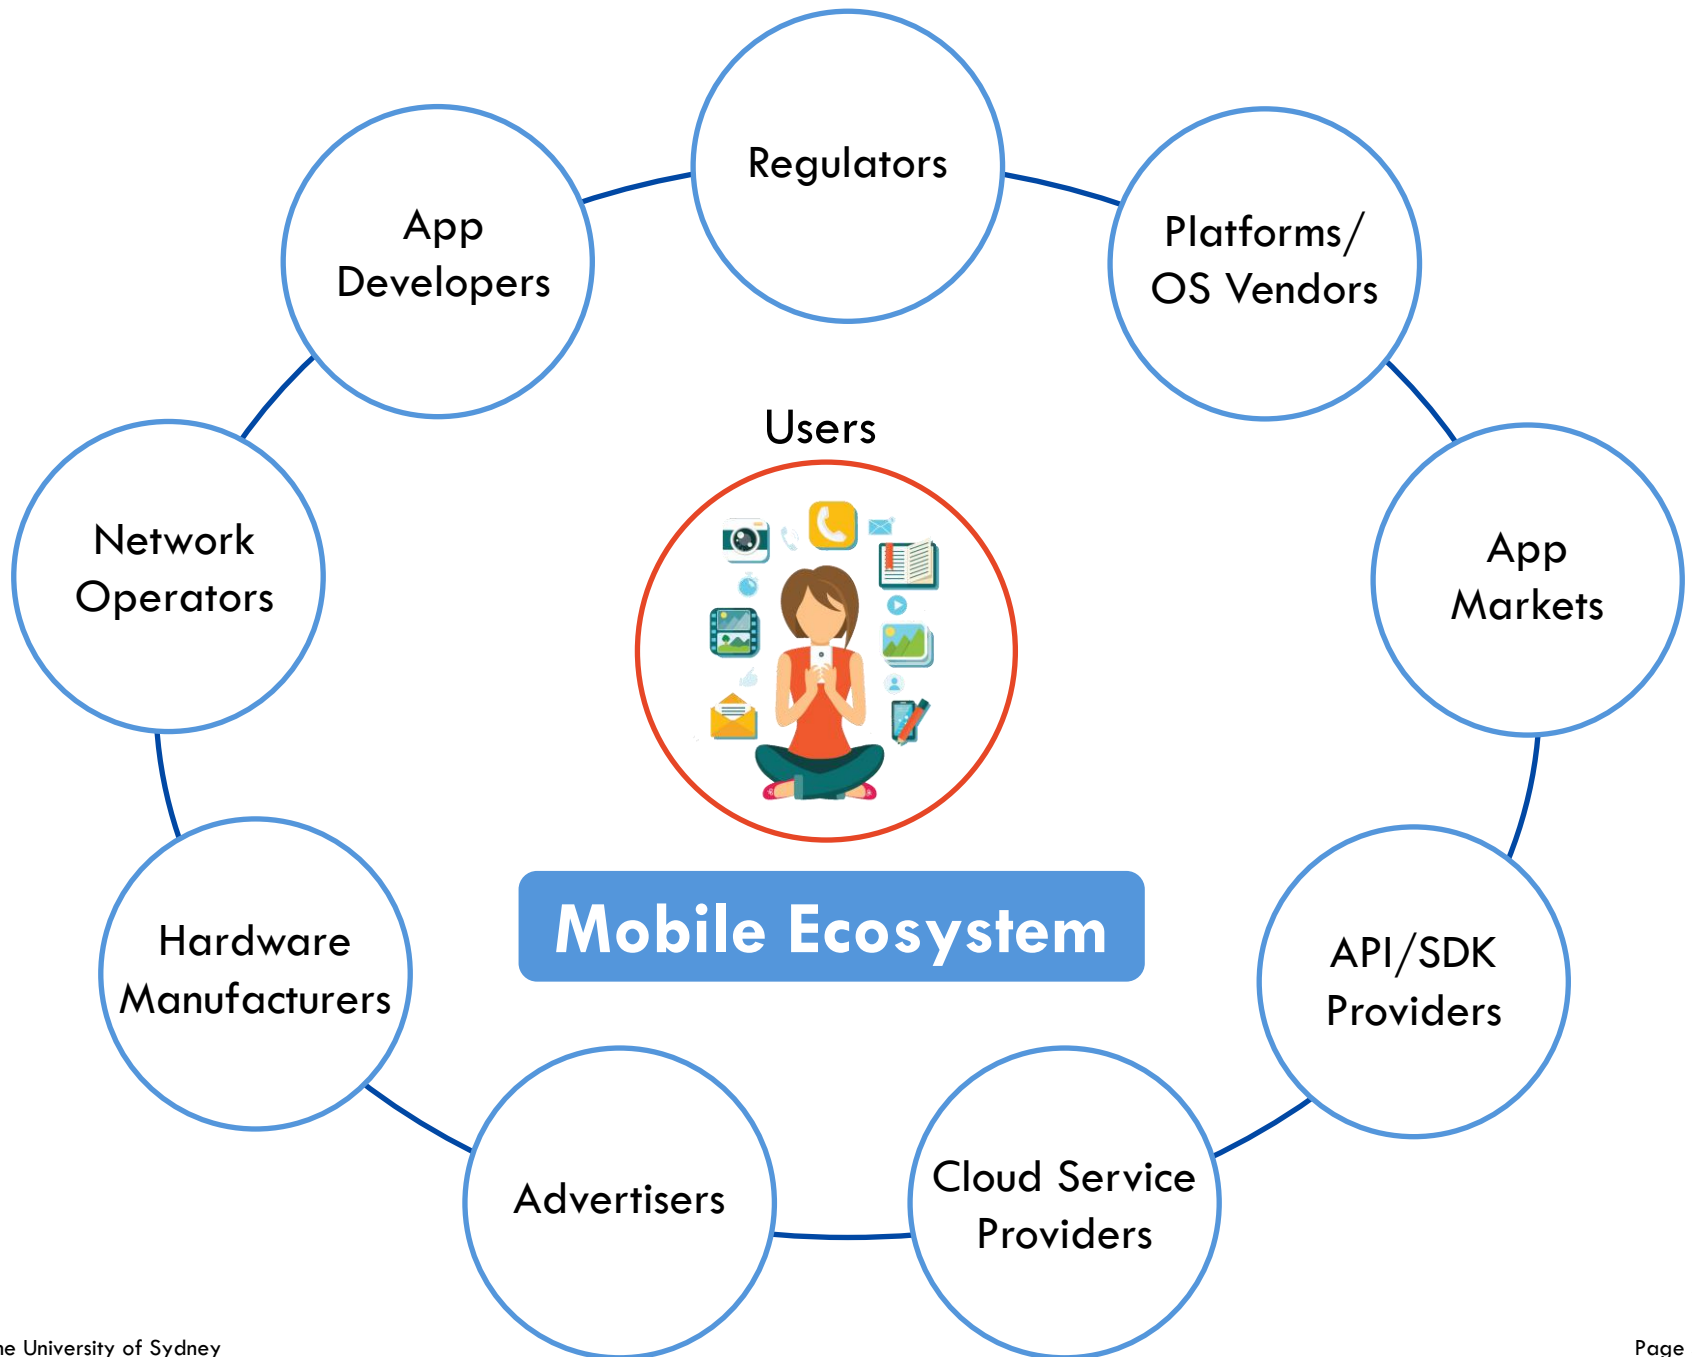 Regulators
App
Developers
Platforms/
OS Vendors
Users
Network
Operators
App
Markets
Mobile Ecosystem
Hardware
Manufacturers
API/SDK
Providers
Advertisers
Cloud Service
Providers
University of Sydney
Page